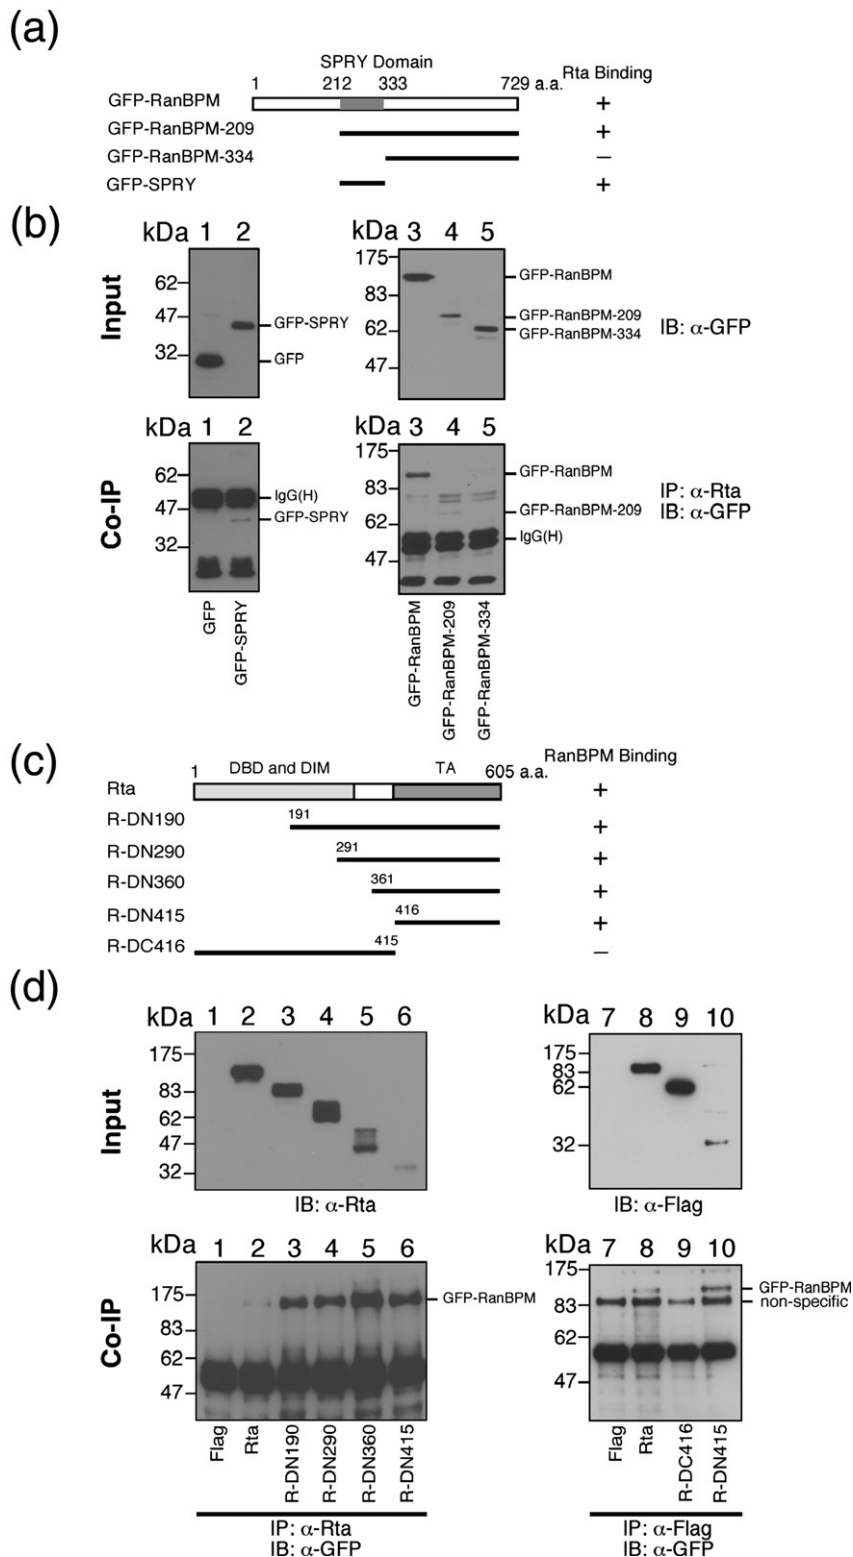 (a)
SPRY Domain
1 212 333 729 a.a. Rta Binding
GFP-RanBPM +
GFP-RanBPM-209 +
GFP-RanBPM-334 −
GFP-SPRY +
(b)
kDa 1 2
Input
62
47
32
GFP-SPRY
GFP
kDa 3 4 5
175
83
62
47
GFP-RanBPM
GFP-RanBPM-209
GFP-RanBPM-334
IB: α-GFP
kDa 1 2
Co-IP
62
47
32
IgG(H)
GFP-SPRY
GFP
GFP-SPRY
kDa 3 4 5
175
83
62
47
GFP-RanBPM
GFP-RanBPM-209
IgG(H)
IP: α-Rta
IB: α-GFP
GFP-RanBPM
GFP-RanBPM-209
GFP-RanBPM-334
(c)
1 DBD and DIM TA 605 a.a. RanBPM Binding
Rta +
R-DN190 191 +
R-DN290 291 +
R-DN360 361 +
R-DN415 416 +
R-DC416 415 −
(d)
kDa 1 2 3 4 5 6
Input
175
83
62
47
32
IB: α-Rta
kDa 7 8 9 10
175
83
62
32
IB: α-Flag
kDa 1 2 3 4 5 6
Co-IP
175
83
62
47
GFP-RanBPM
Flag
Rta
R-DN190
R-DN290
R-DN360
R-DN415
IP: α-Rta
IB: α-GFP
kDa 7 8 9 10
175
83
62
47
GFP-RanBPM
non-specific
Flag
Rta
R-DC416
R-DN415
IP: α-Flag
IB: α-GFP